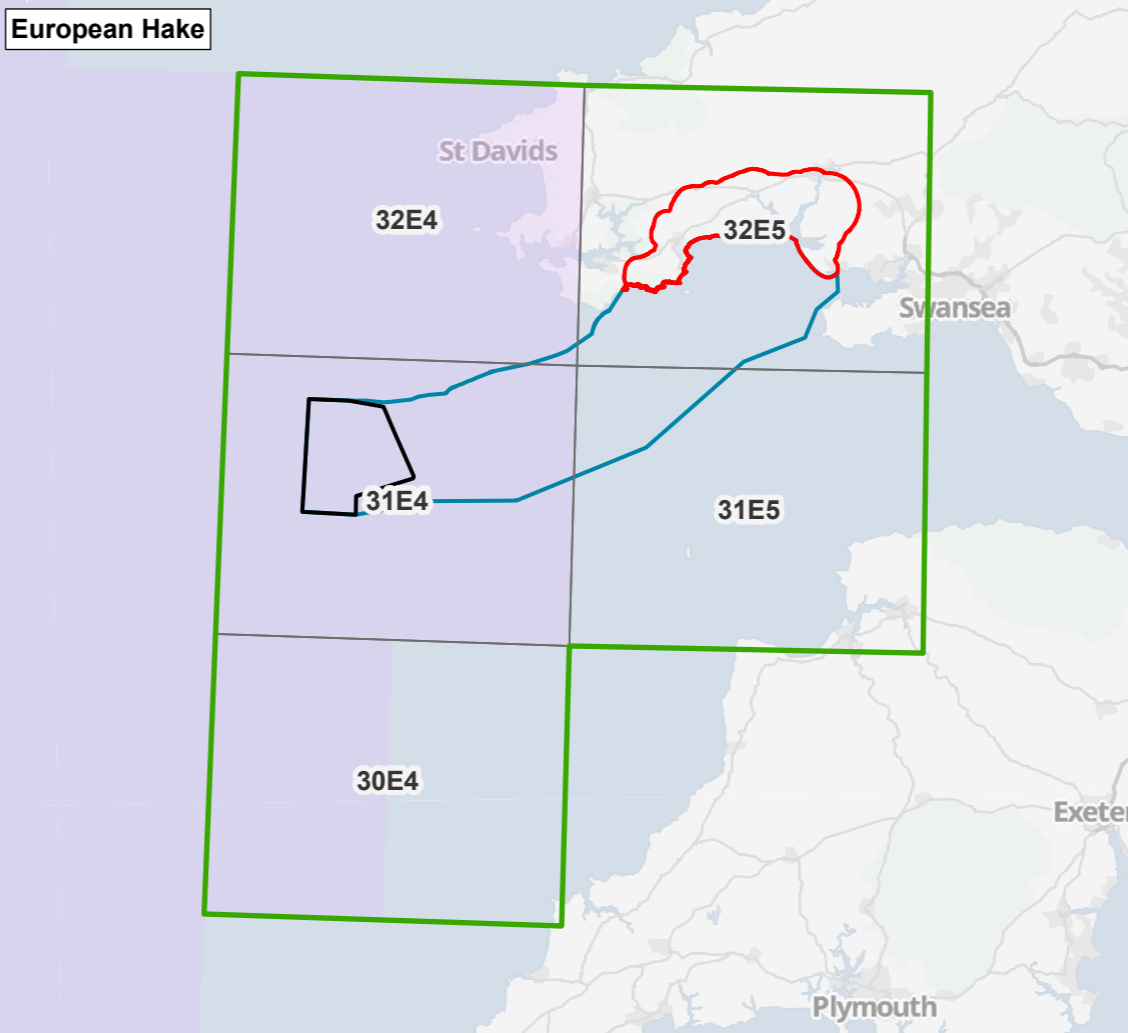 European Hake
St Davids
32E4
32E5
Swansea
31E4
31E5
30E4
Exeter
Plymouth